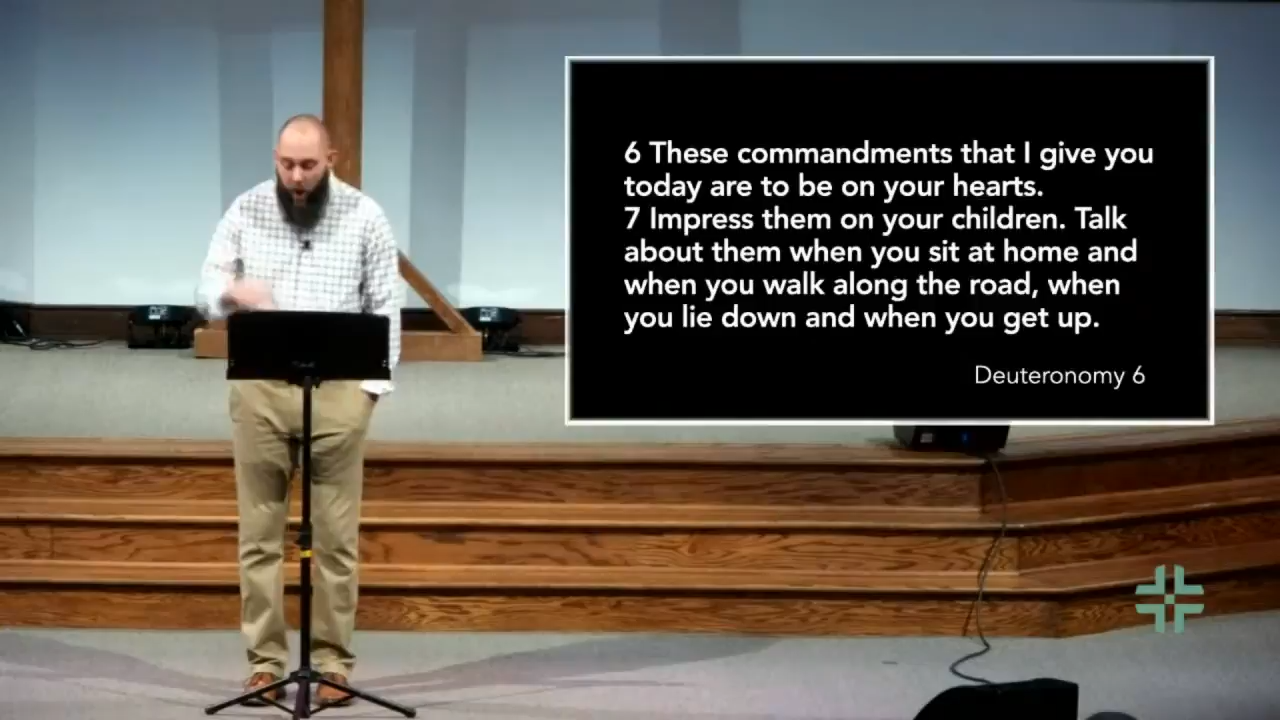 6 These commandments that I give you
today are to be on your hearts.
7 Impress them on your children. Talk
about them when you sit at home and
when you walk along the road, when
you lie down and when you get up.
Deuteronomy 6